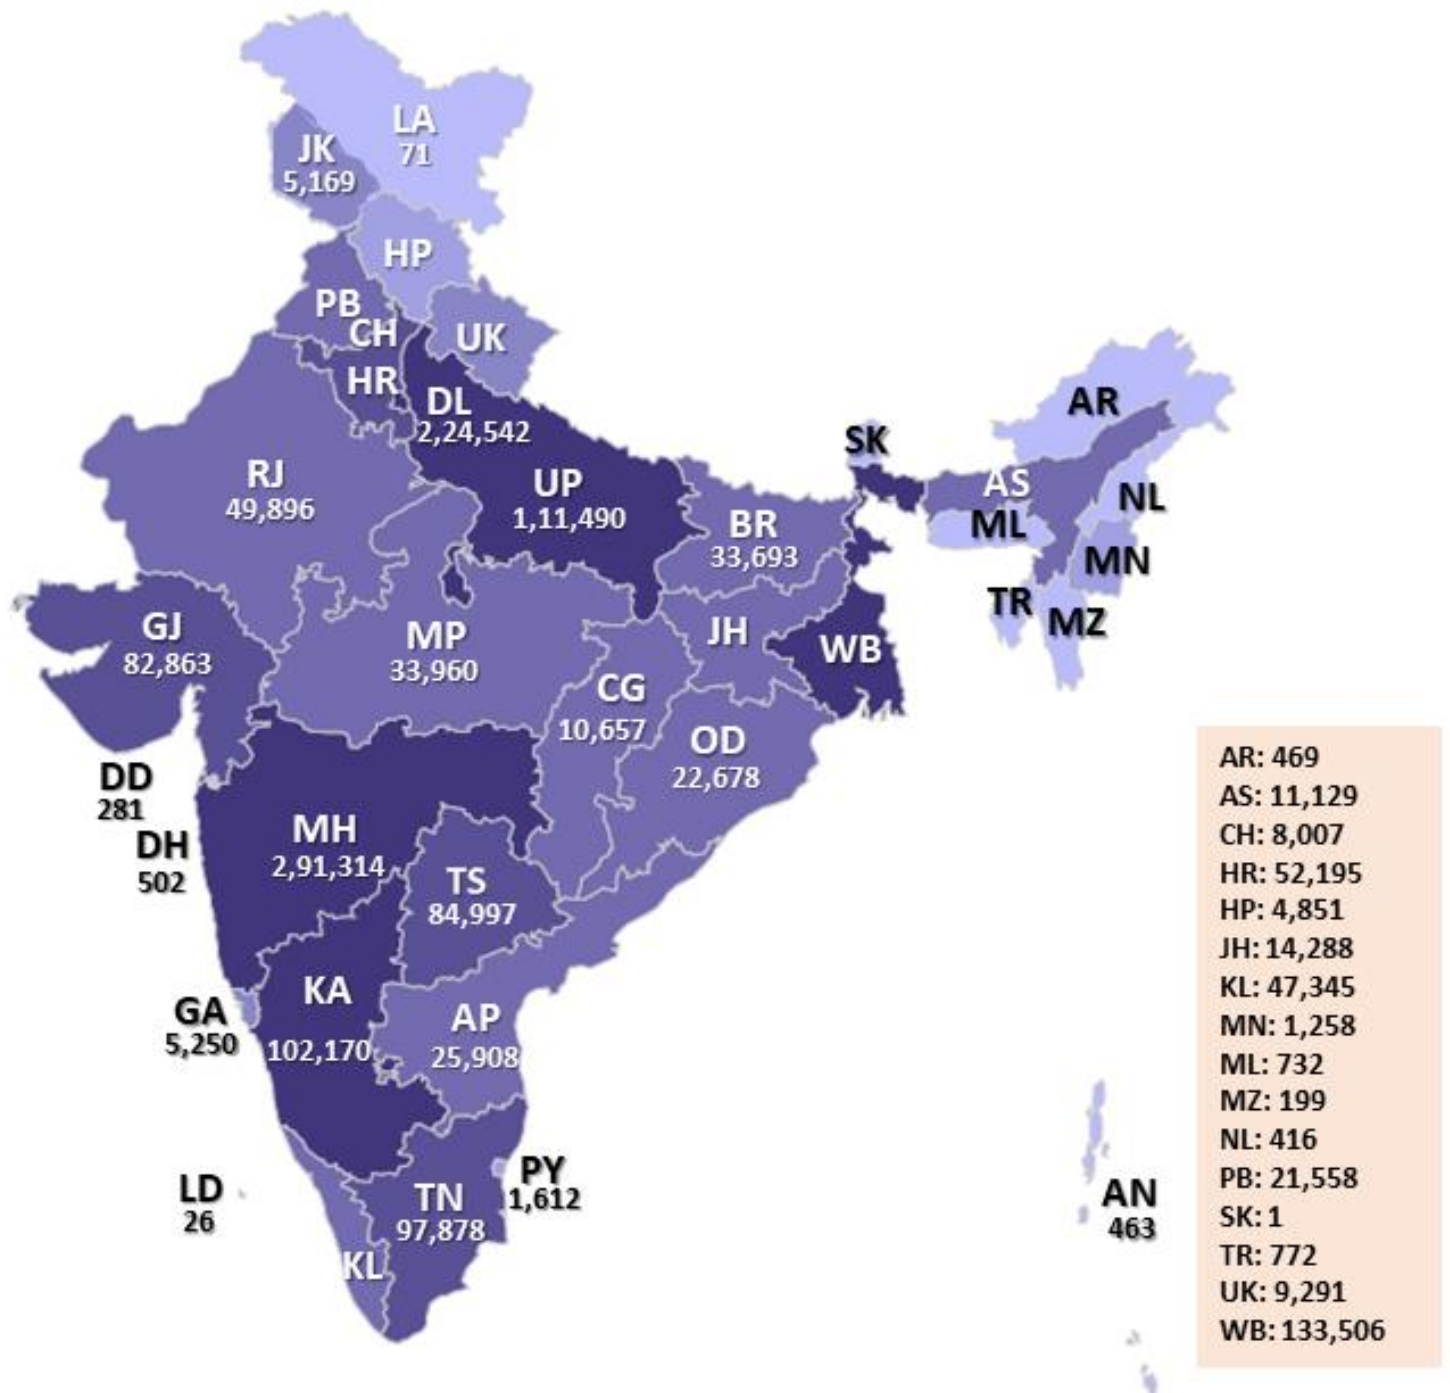 LA
71
JK
5,169
HP
PB
CH
UK
HR
DL
2,24,542
AR
SK
RJ
49,896
UP
1,11,490
AS
NL
BR
33,693
ML
MN
GJ
82,863
MP
33,960
JH
WB
TR
MZ
CG
10,657
OD
22,678
DD
281
DH
502
MH
2,91,314
TS
84,997
KA
102,170
GA
5,250
AP
25,908
LD
26
TN
97,878
PY
1,612
KL
AN
463
AR: 469
AS: 11,129
CH: 8,007
HR: 52,195
HP: 4,851
JH: 14,288
KL: 47,345
MN: 1,258
ML: 732
MZ: 199
NL: 416
PB: 21,558
SK: 1
TR: 772
UK: 9,291
WB: 133,506